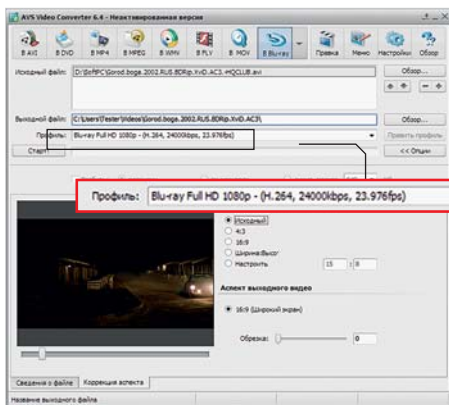 AVS Video Converter 6.4 - Неактивированная версия
В AVI В DVD В MP4 В MPEG В WMV В FLV В MOV В Blu-ray Правка Меню Настройки Обзор
Исходный файл: D:\SoftPC\Gorod.boga.2002.RUS.BDRip.XviD.AC3.-HQCLUB.avi Обзор...
Выходной файл: C:\Users\Tester\Videos\Gorod.boga.2002.RUS.BDRip.XviD.AC3\ Обзор...
Профиль: Blu-ray Full HD 1080p - (H.264, 24000kbps, 23.976fps) Править профиль
Старт! << Опции
Профиль: Blu-ray Full HD 1080p - (H.264, 24000kbps, 23.976fps)
Исходный
4:3
16:9
Ширина:Высот
Настроить 15 : 8
Аспект выходного видео
16:9 (Широкий экран)
Обрезка: 0
Сведения о файле Коррекция аспекта
Название выходного файла